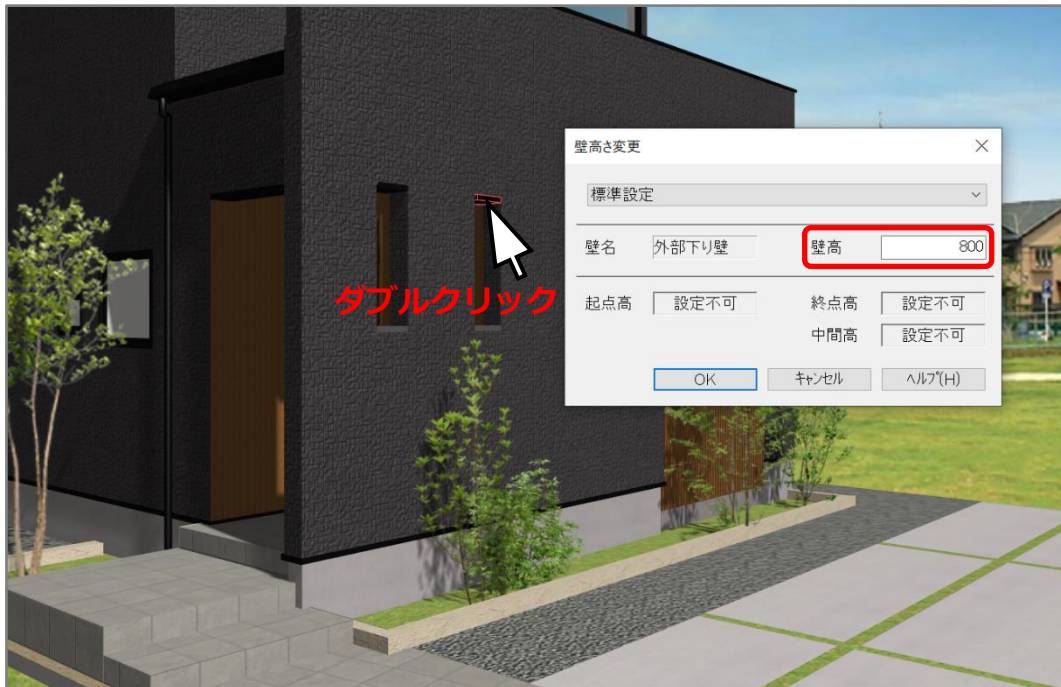 壁高さ変更
標準設定
壁名 外部下り壁 壁高 800
起点高 設定不可 終点高 設定不可
中間高 設定不可
OK キャンセル ヘルプ(H)
ダブルクリック